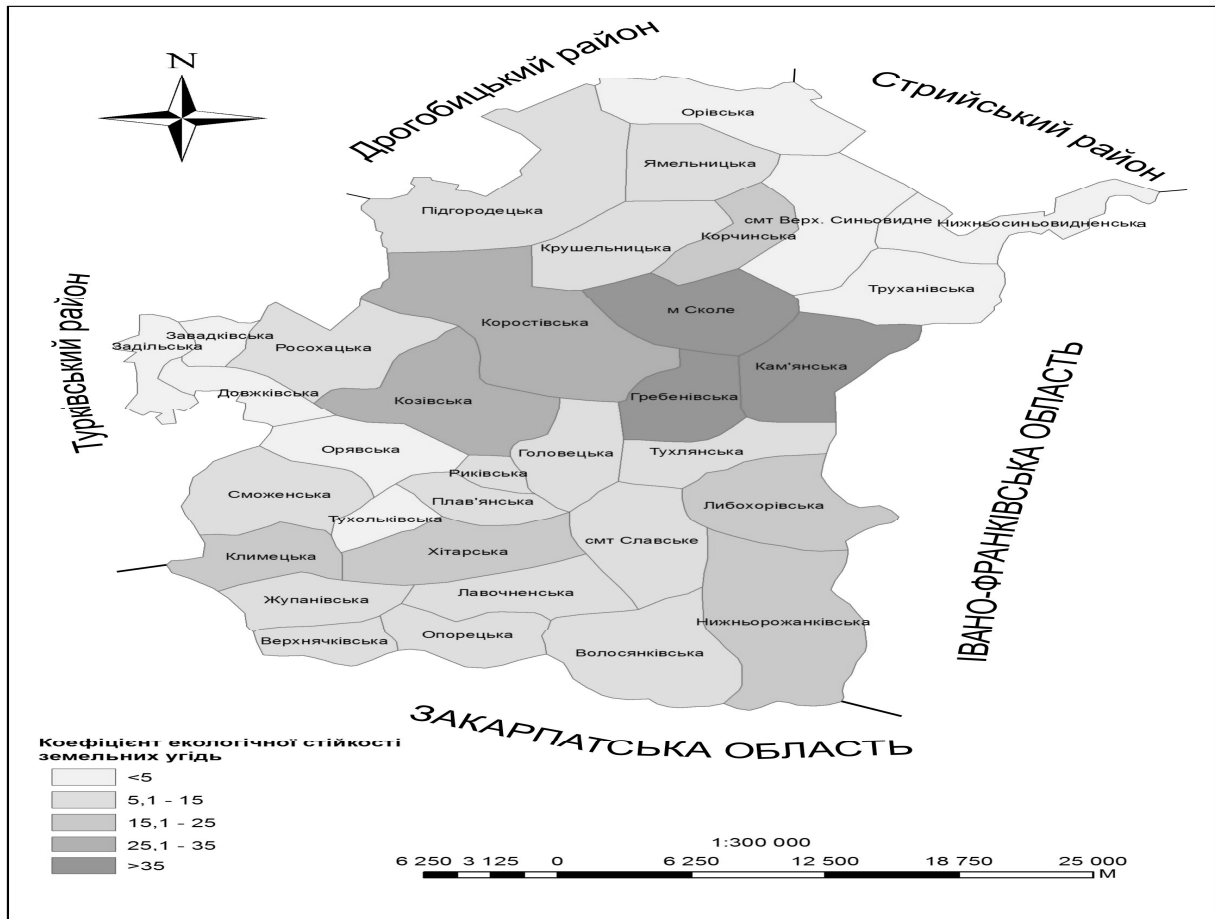 N
Дрогобицький район
Стрийський район
Орівська
Ямельницька
Підгородецька
смт Верх. Синьовидне
Нижньосиньовидненська
Корчинська
Крушельницька
Труханівська
м Сколе
Коростівська
Турківський район
Завадківська
Задільська
Росохацька
Кам'янська
Довжківська
Козівська
Гребенівська
Орявська
Головецька
Тухлянська
Риківська
Сможенська
Плав'янська
Либохорівська
Тухольківська
смт Славське
Климецька
Хітарська
ІВАНО-ФРАНКІВСЬКА ОБЛАСТЬ
Жупанівська
Лавочненська
Нижньорожанківська
Верхнячківська
Опорецька
Волосянківська
ЗАКАРПАТСЬКА ОБЛАСТЬ
Коефіцієнт екологічної стійкості
земельних угідь
<5
5,1 - 15
15,1 - 25
25,1 - 35
>35
1:300 000
6 250 3 125 0 6 250 12 500 18 750 25 000
М